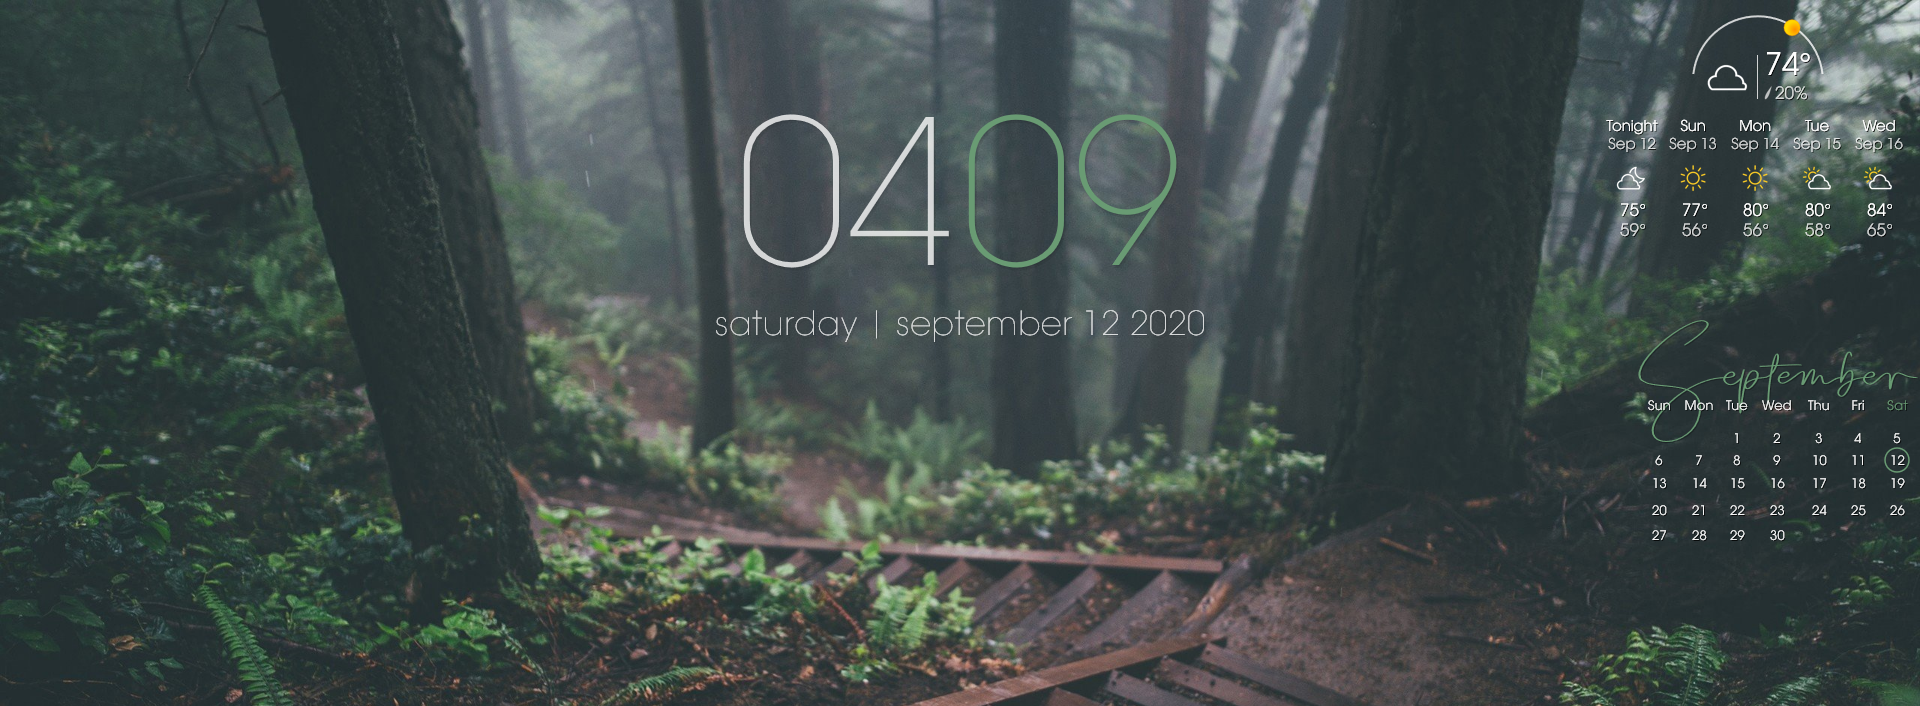 0409
saturday | september 12 2020
74°
20%
Tonight Sun Mon Tue Wed
Sep 12 Sep 13 Sep 14 Sep 15 Sep 16
75° 77° 80° 80° 84°
59° 56° 56° 58° 65°
September
Sun Mon Tue Wed Thu Fri Sat
1 2 3 4 5
6 7 8 9 10 11 12
13 14 15 16 17 18 19
20 21 22 23 24 25 26
27 28 29 30